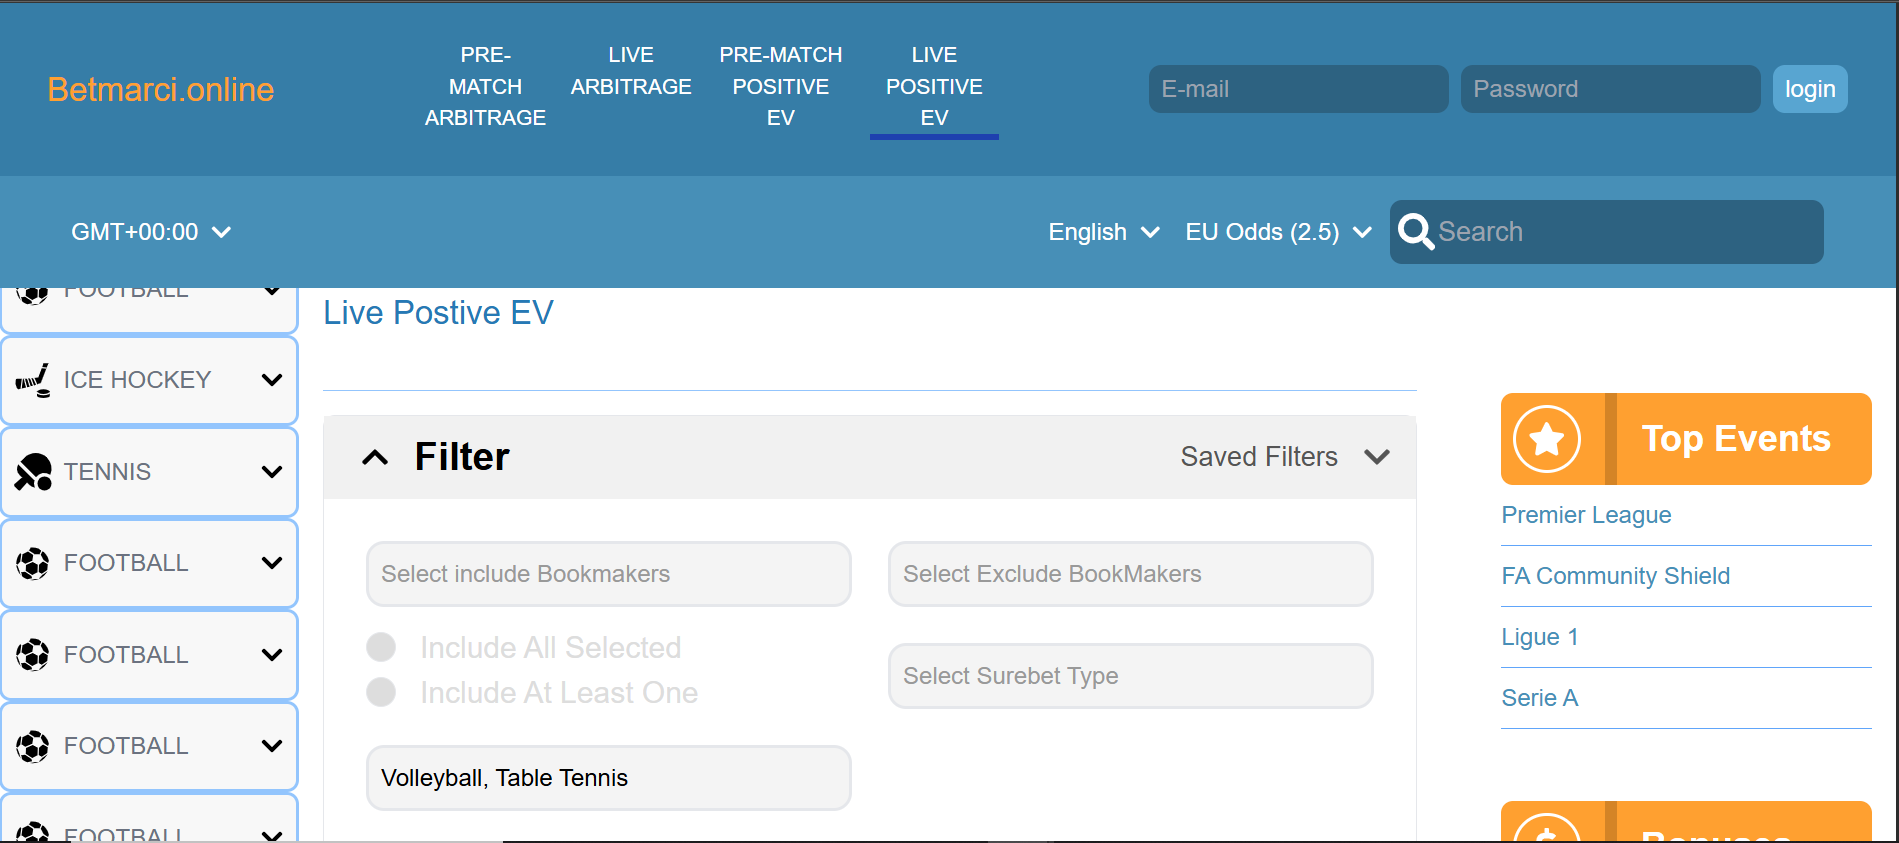 Betmarci.online
PRE-
MATCH
ARBITRAGE
LIVE
ARBITRAGE
PRE-MATCH
POSITIVE
EV
LIVE
POSITIVE
EV
E-mail
Password
login
GMT+00:00
English
EU Odds (2.5)
Search
FOOTBALL
ICE HOCKEY
TENNIS
FOOTBALL
FOOTBALL
FOOTBALL
FOOTBALL
Live Postive EV
Filter
Saved Filters
Select include Bookmakers
Select Exclude BookMakers
Include All Selected
Include At Least One
Select Surebet Type
Volleyball, Table Tennis
Top Events
Premier League
FA Community Shield
Ligue 1
Serie A
Bonuses